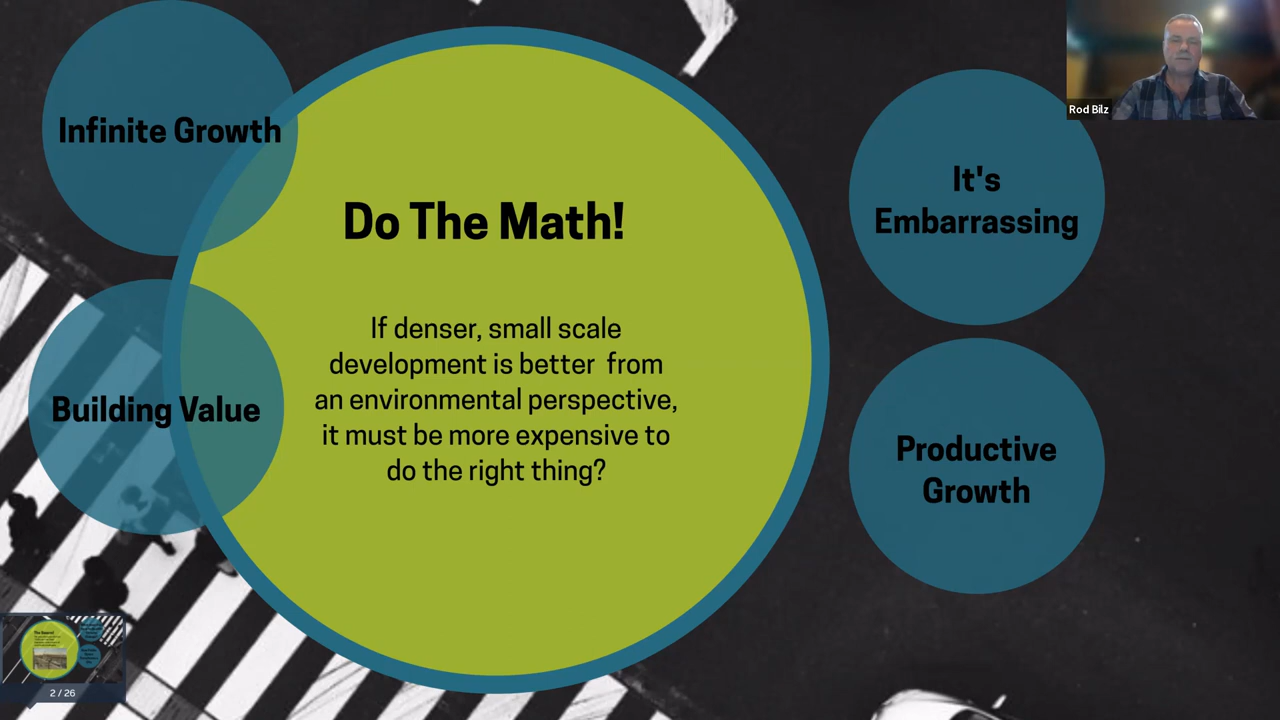 Infinite Growth
Building Value
Do The Math!
If denser, small scale
development is better  from
an environmental perspective,
it must be more expensive to
do the right thing?
It's
Embarrassing
Productive
Growth
Rod Bilz
2 / 26